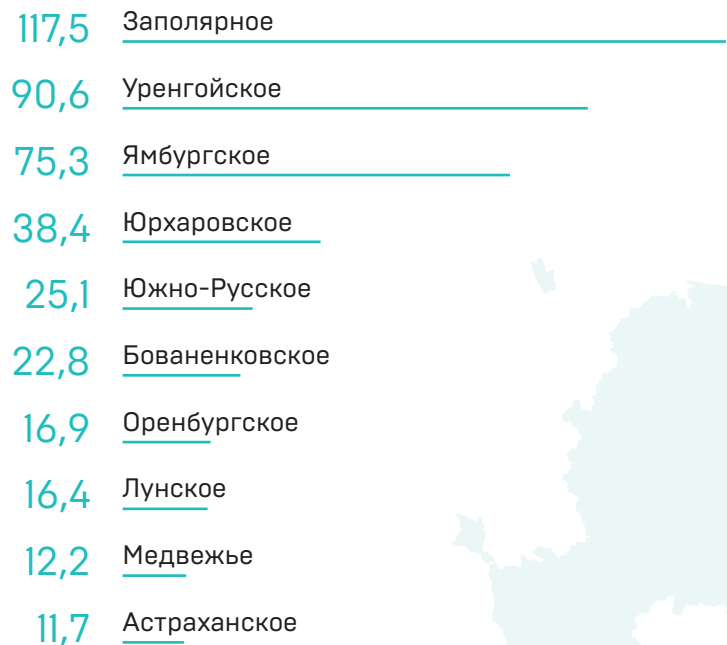 117,5 Заполярное
90,6 Уренгойское
75,3 Ямбургское
38,4 Юрхаровское
25,1 Южно-Русское
22,8 Бованенковское
16,9 Оренбургское
16,4 Лунское
12,2 Медвежье
11,7 Астраханское